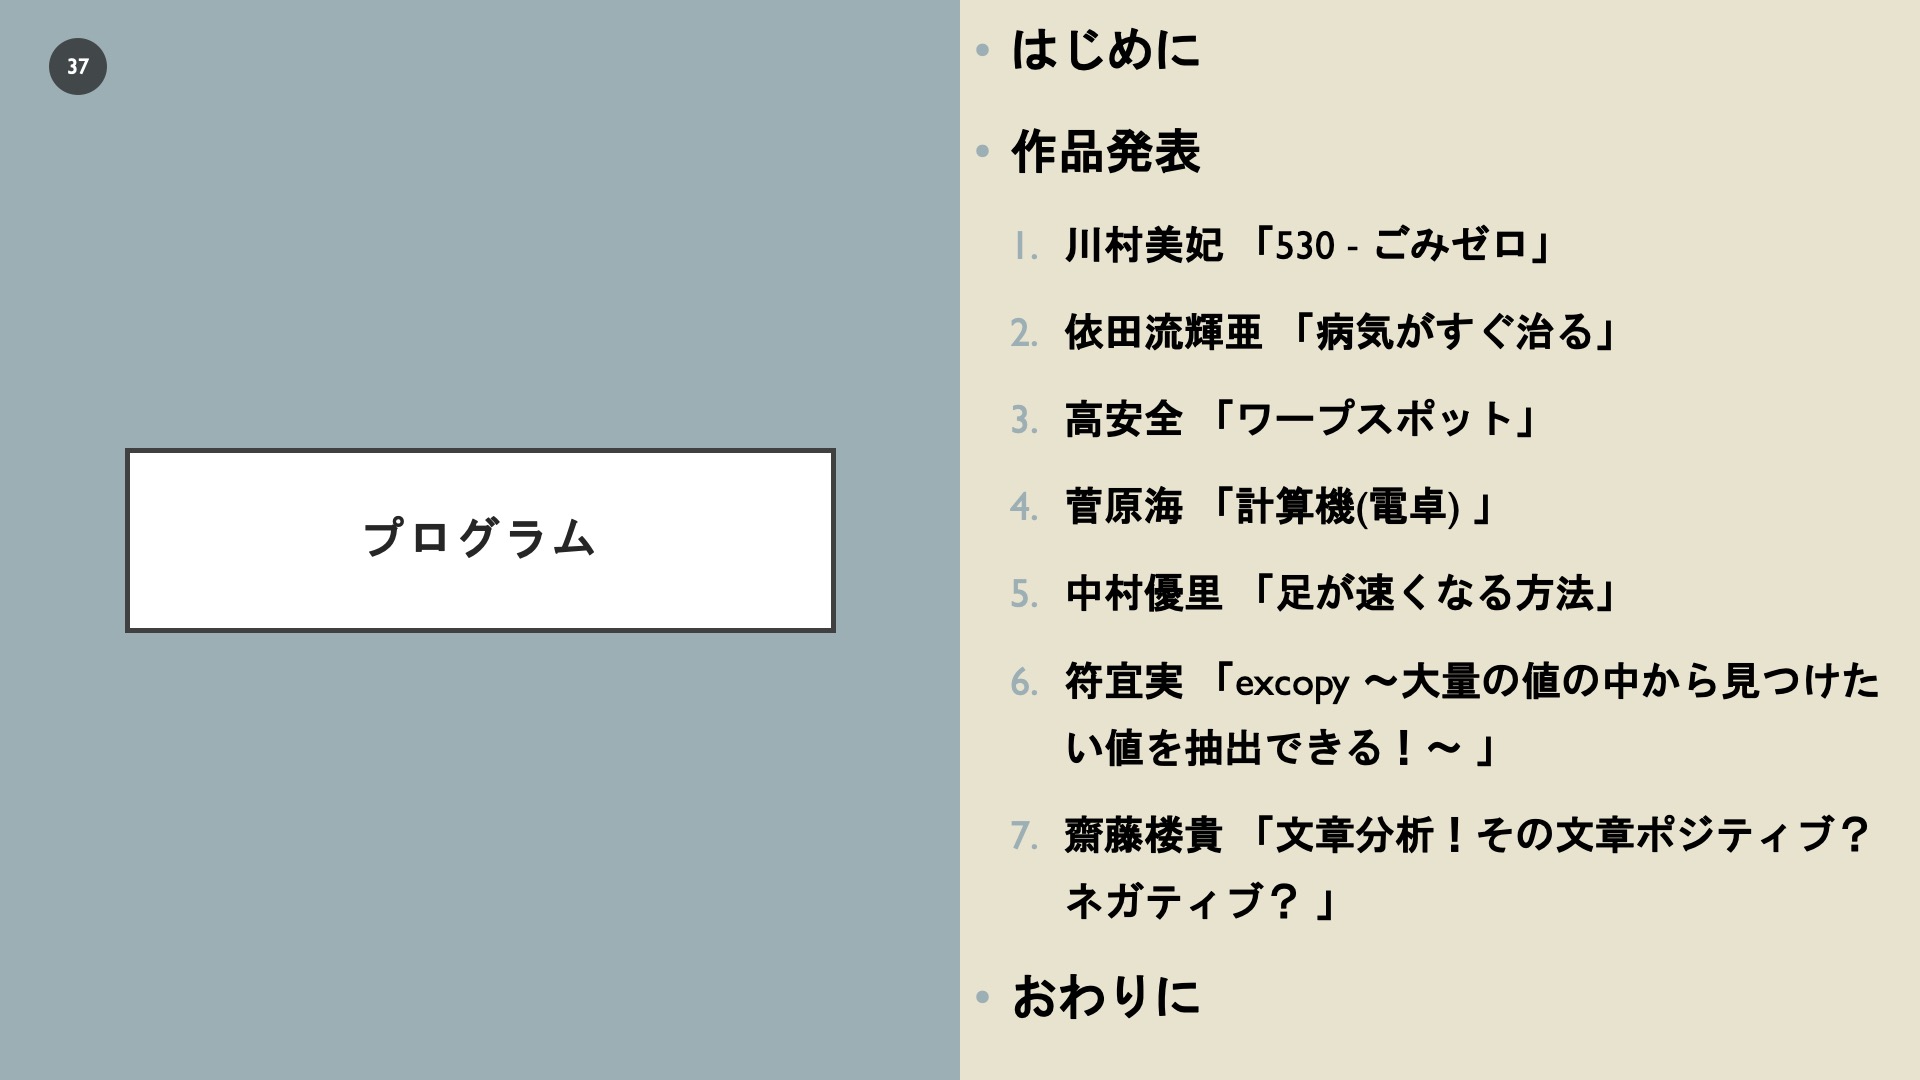 37
プログラム
• はじめに
• 作品発表
1. 川村美妃 「530 - ごみゼロ」
2. 依田流輝亜 「病気がすぐ治る」
3. 高安全 「ワープスポット」
4. 菅原海 「計算機(電卓) 」
5. 中村優里 「足が速くなる方法」
6. 符宜実 「excopy ～大量の値の中から見つけた
い値を抽出できる！～ 」
7. 齋藤楼貴 「文章分析！その文章ポジティブ？
ネガティブ？ 」
• おわりに